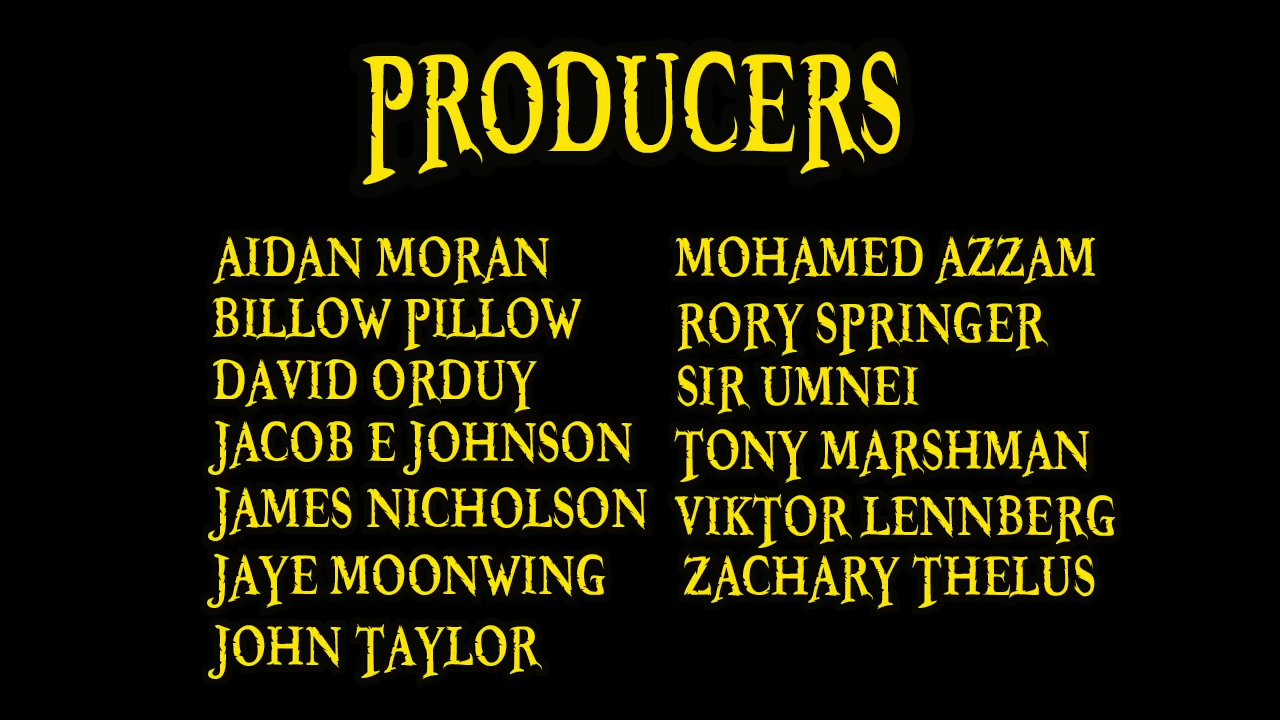 PRODUCERS
AIDAN MORAN
BILLOW PILLOW
DAVID ORDUY
JACOB E JOHNSON
JAMES NICHOLSON
JAYE MOONWING
JOHN TAYLOR
MOHAMED AZZAM
RORY SPRINGER
SIR UMNEI
TONY MARSHMAN
VIKTOR LENNBERG
ZACHARY THELUS